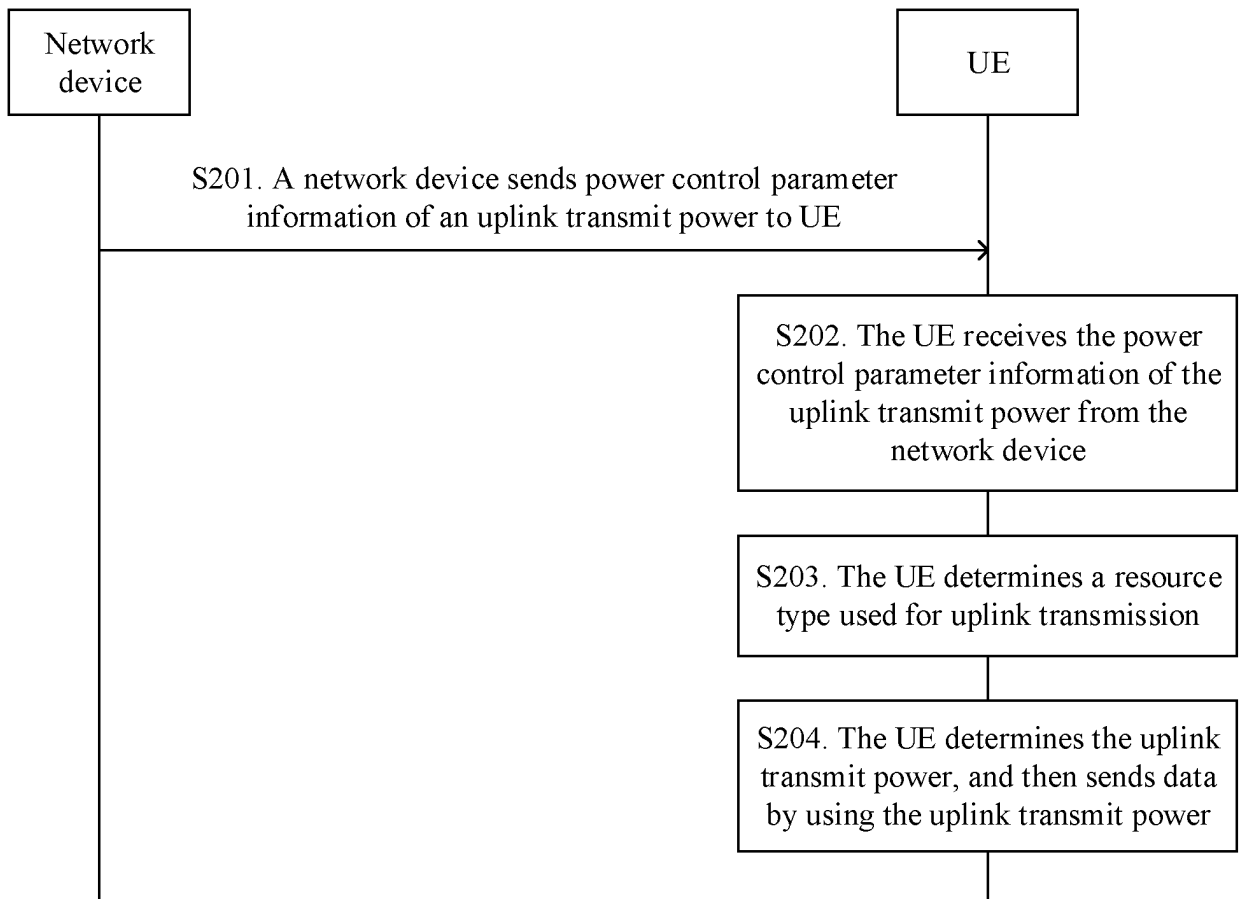 Network
device
UE
S201. A network device sends power control parameter
information of an uplink transmit power to UE
S202. The UE receives the power
control parameter information of the
uplink transmit power from the
network device
S203. The UE determines a resource
type used for uplink transmission
S204. The UE determines the uplink
transmit power, and then sends data
by using the uplink transmit power